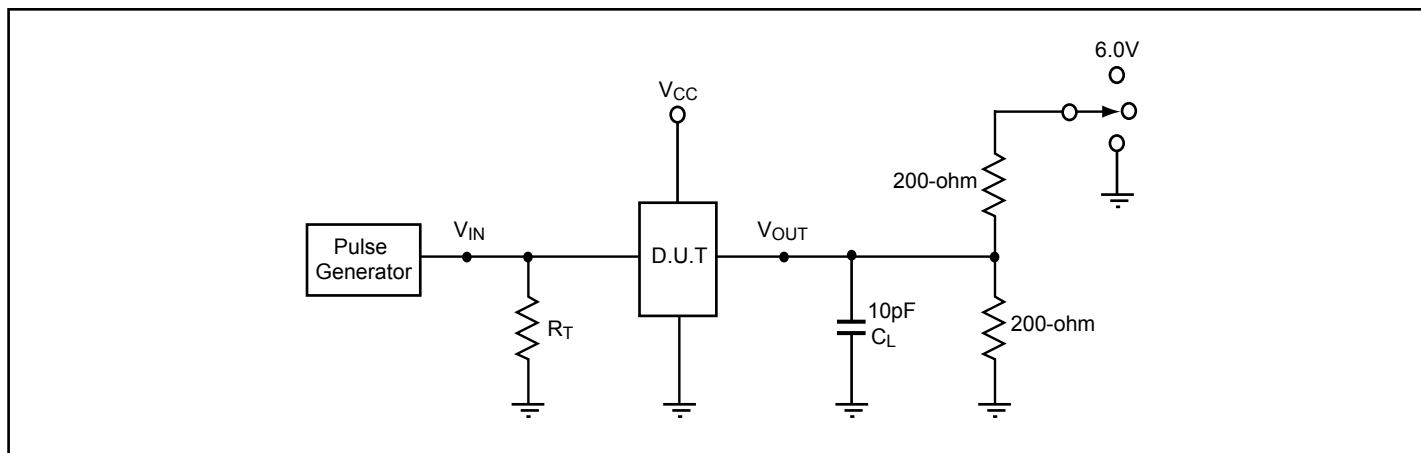 6.0V
VCC
200-ohm
Pulse
Generator
VIN
D.U.T
VOUT
RT
10pF
CL
200-ohm